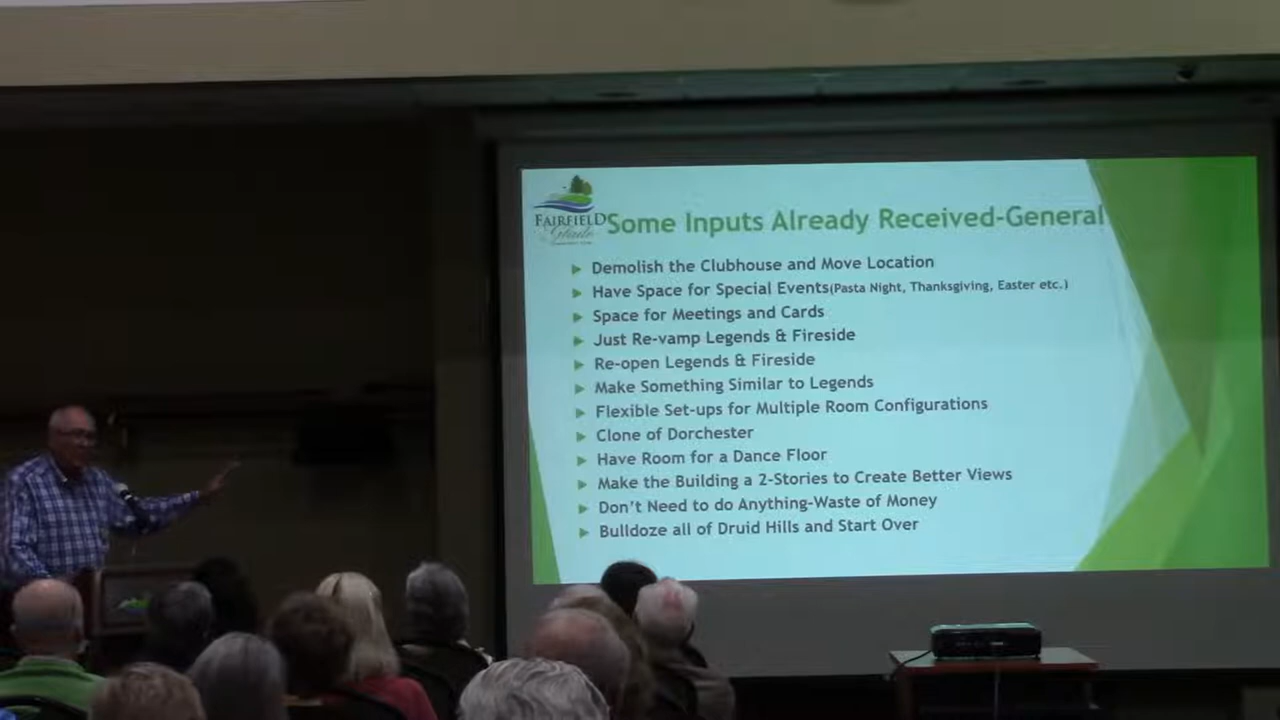 FAIRFIELD
Glade
Some Inputs Already Received-General
Demolish the Clubhouse and Move Location
Have Space for Special Events(Pasta Night, Thanksgiving, Easter etc.)
Space for Meetings and Cards
Just Re-vamp Legends & Fireside
Re-open Legends & Fireside
Make Something Similar to Legends
Flexible Set-ups for Multiple Room Configurations
Clone of Dorchester
Have Room for a Dance Floor
Make the Building a 2-Stories to Create Better Views
Don't Need to do Anything-Waste of Money
Bulldoze all of Druid Hills and Start Over